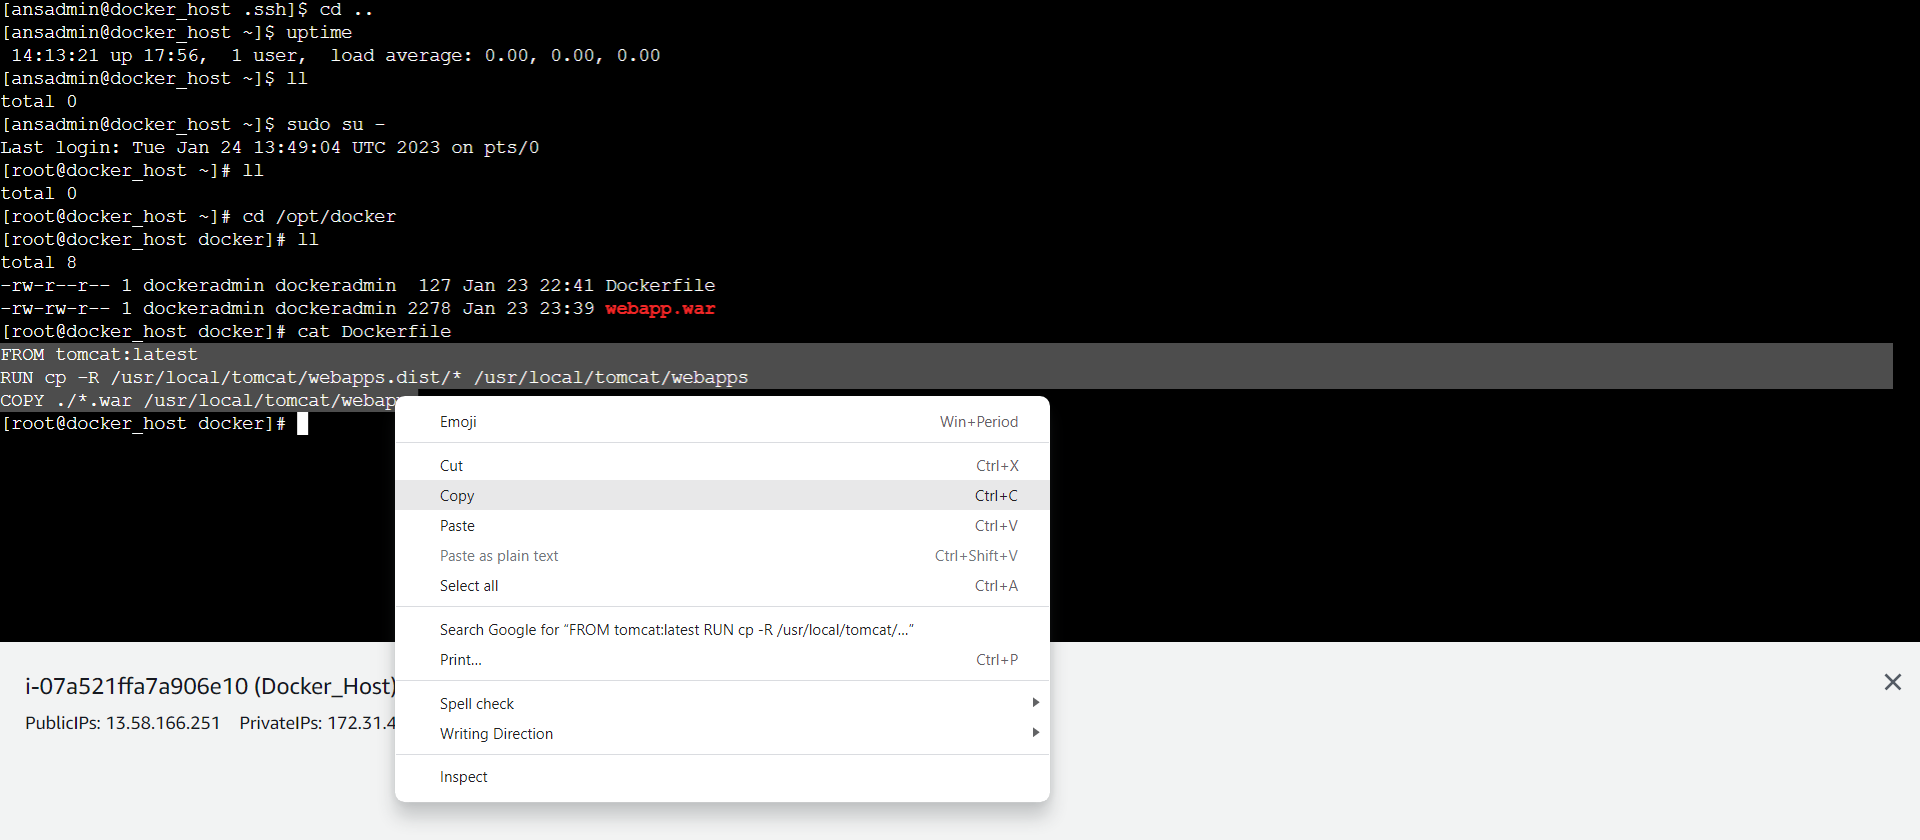 [ansadmin@docker_host .ssh]$ cd ..
[ansadmin@docker_host ~]$ uptime
 14:13:21 up 17:56,  1 user,  load average: 0.00, 0.00, 0.00
[ansadmin@docker_host ~]$ ll
total 0
[ansadmin@docker_host ~]$ sudo su -
Last login: Tue Jan 24 13:49:04 UTC 2023 on pts/0
[root@docker_host ~]# ll
total 0
[root@docker_host ~]# cd /opt/docker
[root@docker_host docker]# ll
total 8
-rw-r--r-- 1 dockeradmin dockeradmin  127 Jan 23 22:41 Dockerfile
-rw-rw-r-- 1 dockeradmin dockeradmin 2278 Jan 23 23:39 webapp.war
[root@docker_host docker]# cat Dockerfile
FROM tomcat:latest
RUN cp -R /usr/local/tomcat/webapps.dist/* /usr/local/tomcat/webapps
COPY ./*.war /usr/local/tomcat/webap
[root@docker_host docker]#
Emoji Win+Period
Cut Ctrl+X
Copy Ctrl+C
Paste Ctrl+V
Paste as plain text Ctrl+Shift+V
Select all Ctrl+A
Search Google for “FROM tomcat:latest RUN cp -R /usr/local/tomcat/...”
Print... Ctrl+P
Spell check
Writing Direction
Inspect
i-07a521ffa7a906e10 (Docker_Host)
PublicIPs: 13.58.166.251 PrivateIPs: 172.31.4